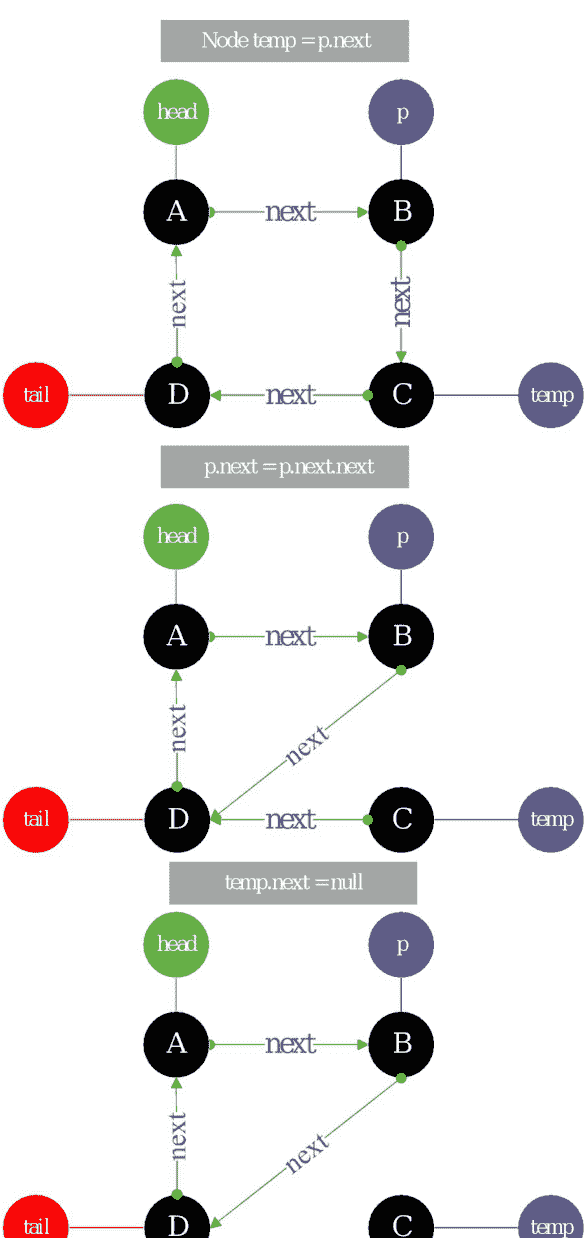 Node temp = p.next
head p
A next B
next next
tail D next C temp
p.next = p.next.next
head p
A next B
next next
tail D next C temp
temp.next = null
head p
A next B
next next
tail D C temp